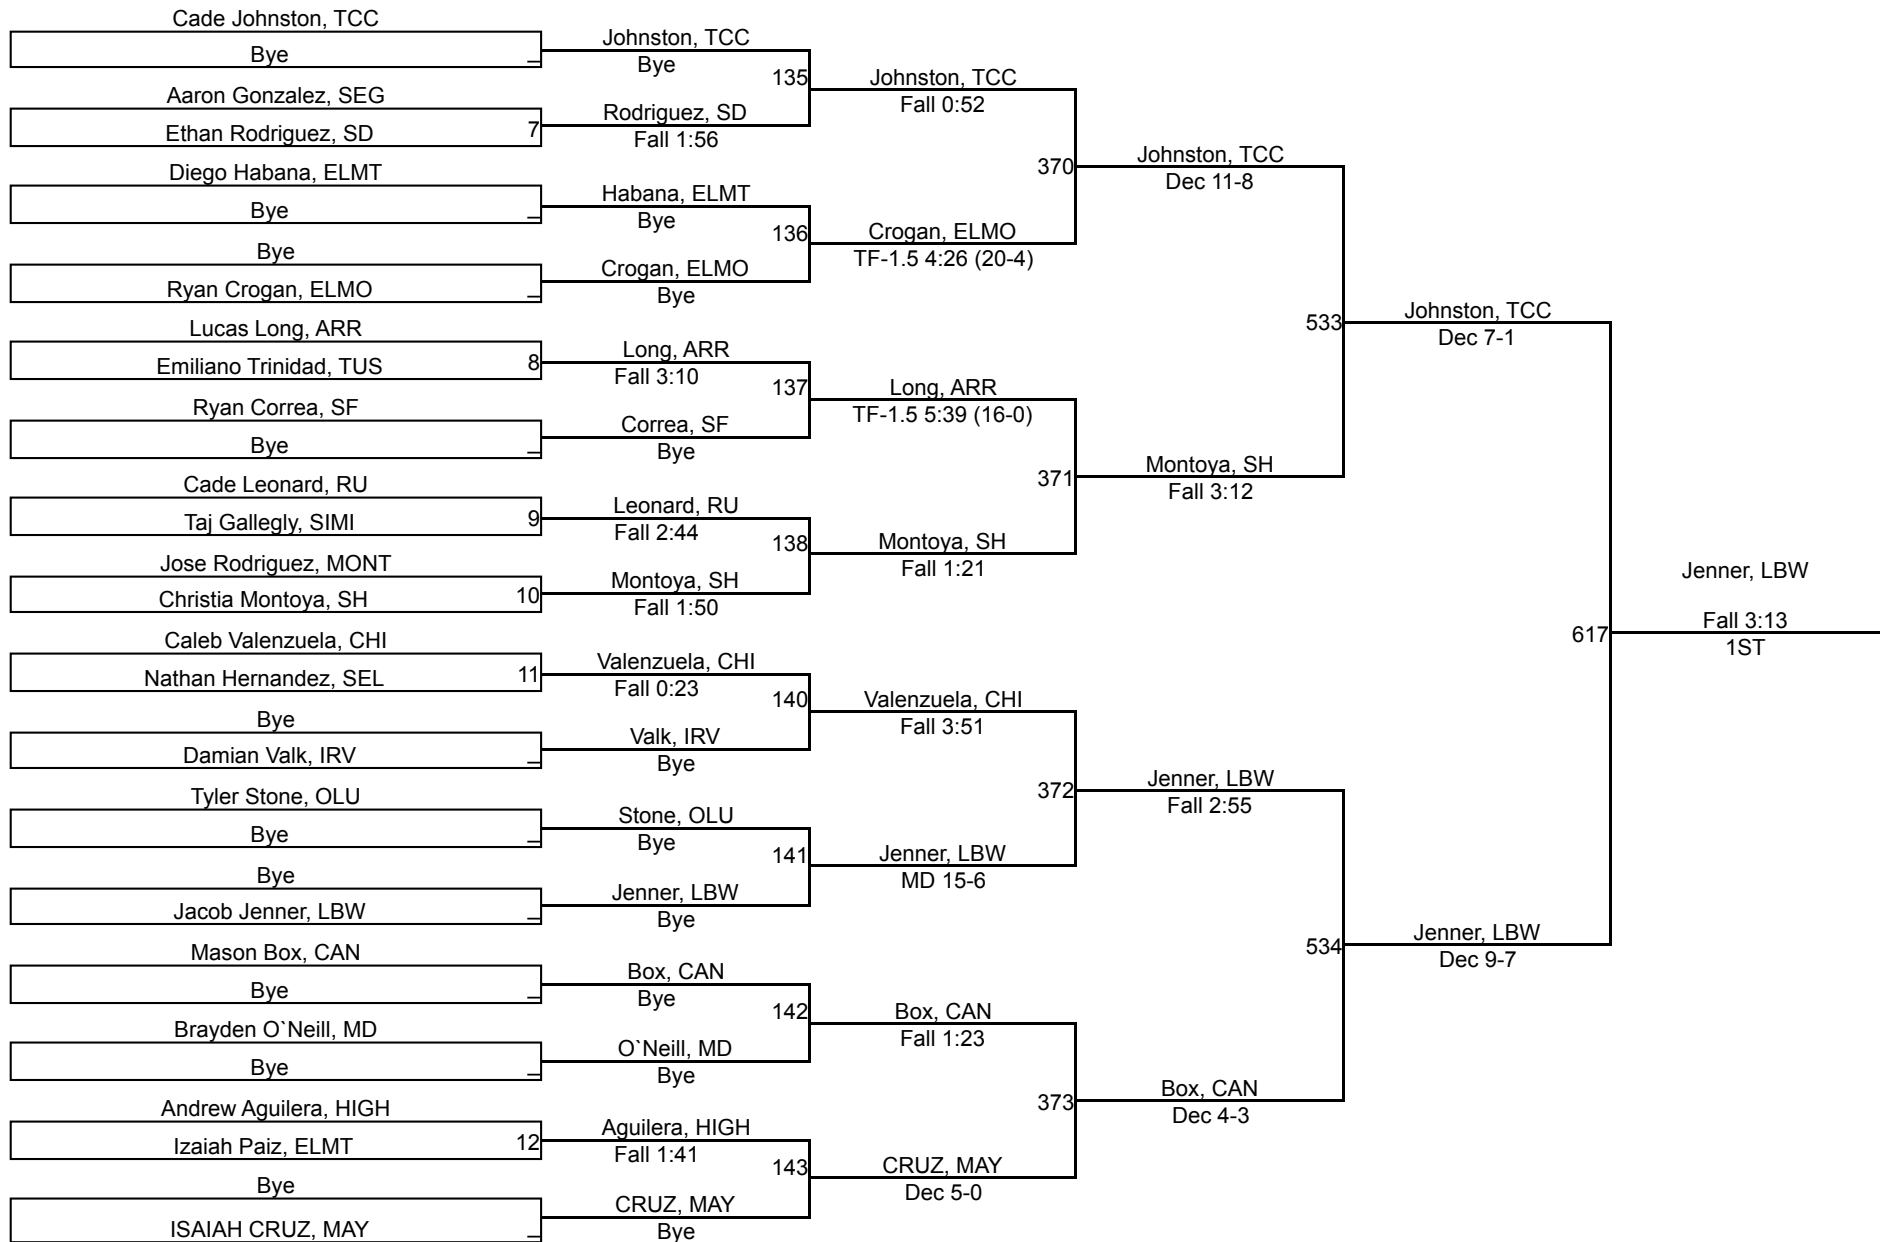 Cade Johnston, TCC
Bye
_
Aaron Gonzalez, SEG
Ethan Rodriguez, SD
7
Diego Habana, ELMT
Bye
_
Bye
Ryan Crogan, ELMO
_
Lucas Long, ARR
Emiliano Trinidad, TUS
8
Ryan Correa, SF
Bye
_
Cade Leonard, RU
Taj Gallegly, SIMI
9
Jose Rodriguez, MONT
Christia Montoya, SH
10
Caleb Valenzuela, CHI
Nathan Hernandez, SEL
11
Bye
Damian Valk, IRV
_
Tyler Stone, OLU
Bye
_
Bye
Jacob Jenner, LBW
_
Mason Box, CAN
Bye
_
Brayden O`Neill, MD
Bye
_
Andrew Aguilera, HIGH
Izaiah Paiz, ELMT
12
Bye
ISAIAH CRUZ, MAY
_
Johnston, TCC
Bye
135
Rodriguez, SD
Fall 1:56
Habana, ELMT
Bye
136
Crogan, ELMO
Bye
Long, ARR
Fall 3:10
137
Correa, SF
Bye
Leonard, RU
Fall 2:44
138
Montoya, SH
Fall 1:50
Valenzuela, CHI
Fall 0:23
140
Valk, IRV
Bye
Stone, OLU
Bye
141
Jenner, LBW
Bye
Box, CAN
Bye
142
O`Neill, MD
Bye
Aguilera, HIGH
Fall 1:41
143
CRUZ, MAY
Bye
Johnston, TCC
Fall 0:52
370
Crogan, ELMO
TF-1.5 4:26 (20-4)
Long, ARR
TF-1.5 5:39 (16-0)
371
Montoya, SH
Fall 1:21
Valenzuela, CHI
Fall 3:51
372
Jenner, LBW
MD 15-6
Box, CAN
Fall 1:23
373
CRUZ, MAY
Dec 5-0
Johnston, TCC
Dec 11-8
533
Montoya, SH
Fall 3:12
Jenner, LBW
Fall 2:55
534
Box, CAN
Dec 4-3
Johnston, TCC
Dec 7-1
617
Jenner, LBW
Dec 9-7
Jenner, LBW
Fall 3:13
1ST